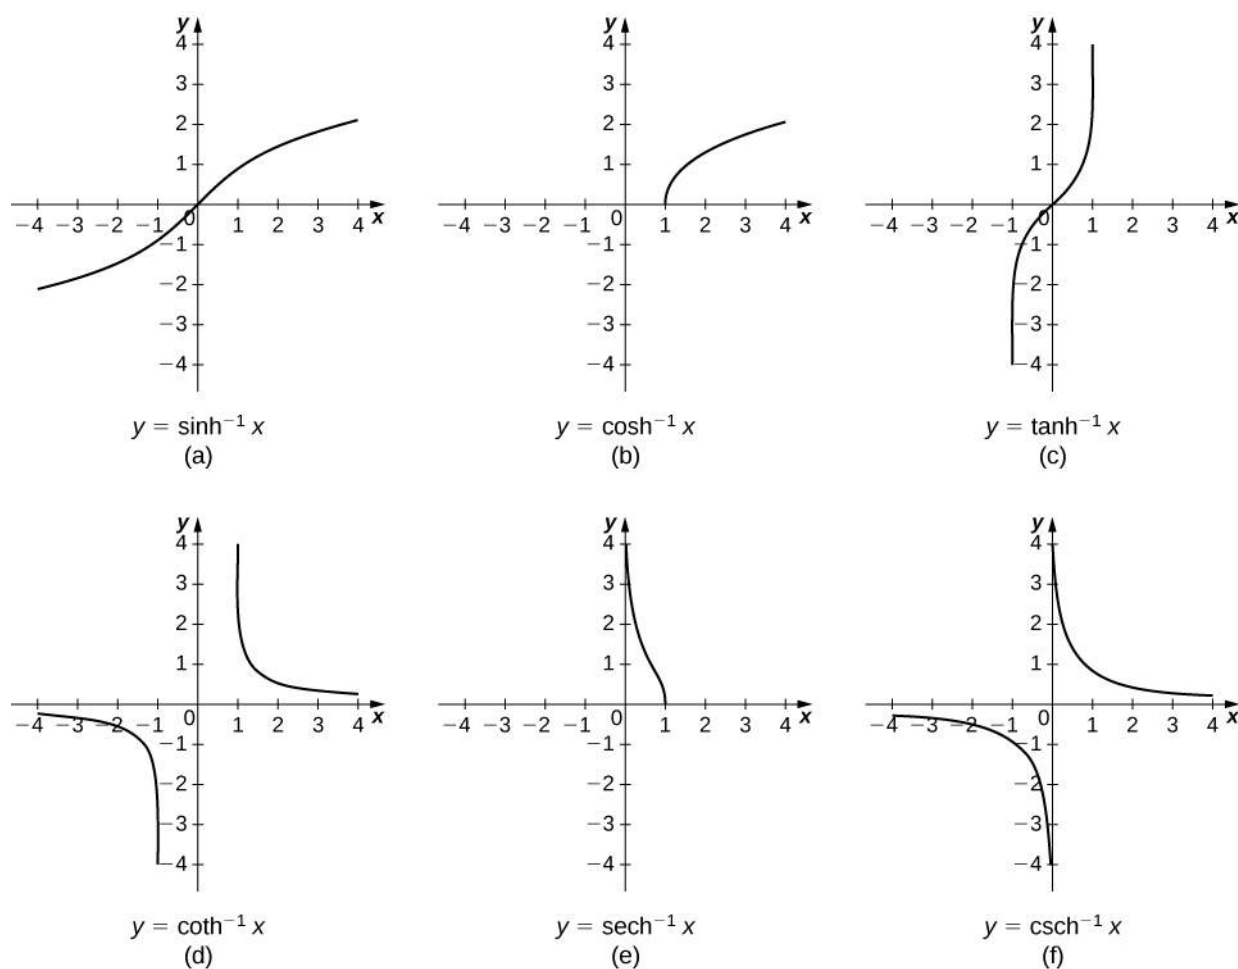 y
4
3
2
1
−4 −3 −2 −1 0 1 2 3 4 x
−1
−2
−3
−4
y = sinh⁻¹ x
(a)
y
4
3
2
1
−4 −3 −2 −1 0 1 2 3 4 x
−1
−2
−3
−4
y = cosh⁻¹ x
(b)
y
4
3
2
1
−4 −3 −2 −1 0 1 2 3 4 x
−1
−2
−3
−4
y = tanh⁻¹ x
(c)
y
4
3
2
1
−4 −3 −2 −1 0 1 2 3 4 x
−1
−2
−3
−4
y = coth⁻¹ x
(d)
y
4
3
2
1
−4 −3 −2 −1 0 1 2 3 4 x
−1
−2
−3
−4
y = sech⁻¹ x
(e)
y
4
3
2
1
−4 −3 −2 −1 0 1 2 3 4 x
−1
−2
−3
−4
y = csch⁻¹ x
(f)